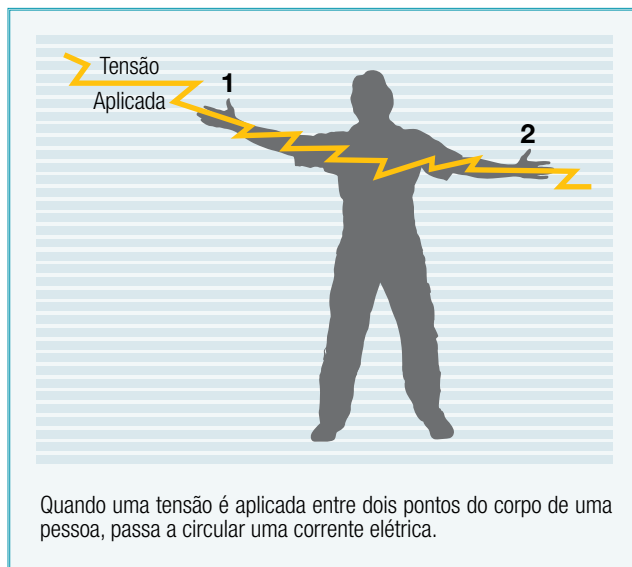 Tensão
Aplicada
1
2
Quando uma tensão é aplicada entre dois pontos do corpo de uma
pessoa, passa a circular uma corrente elétrica.